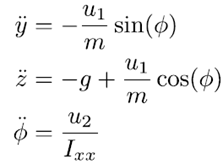 ÿ = −u₁/m sin(ϕ)
z̈ = −g + u₁/m cos(ϕ)
ϕ̈ = u₂/Iₓₓ